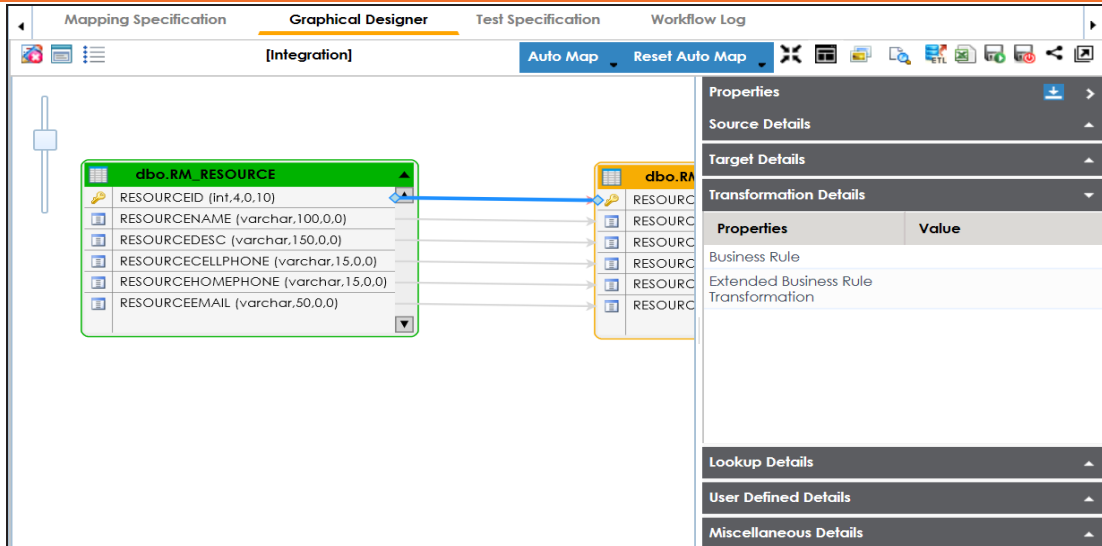 Mapping Specification
Graphical Designer
Test Specification
Workflow Log
[Integration]
Auto Map
Reset Auto Map
ETL
Properties
Source Details
Target Details
Transformation Details
Properties
Value
Business Rule
Extended Business Rule
Transformation
Lookup Details
User Defined Details
Miscellaneous Details
dbo.RM_RESOURCE
RESOURCEID (int,4,0,10)
RESOURCENAME (varchar,100,0,0)
RESOURCEDESC (varchar,150,0,0)
RESOURCECELLPHONE (varchar,15,0,0)
RESOURCEHOMEPHONE (varchar,15,0,0)
RESOURCEEMAIL (varchar,50,0,0)
dbo.RM
RESOURC
RESOURC
RESOURC
RESOURC
RESOURC
RESOURC